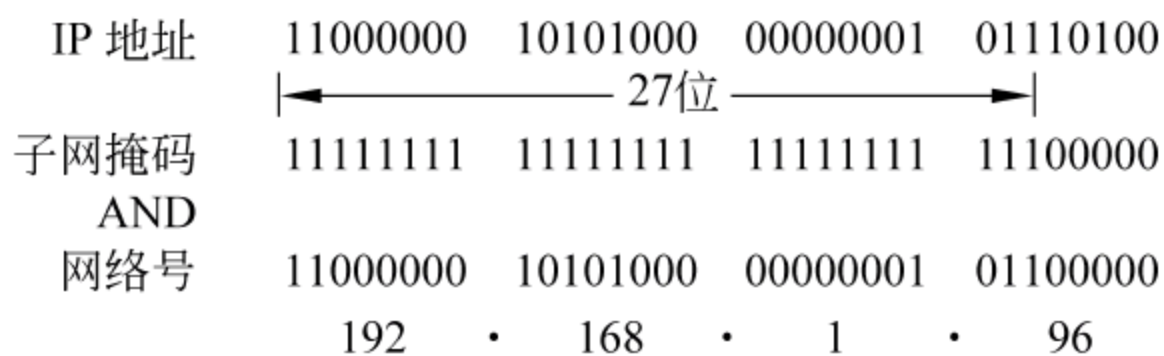 IP 地址 11000000 10101000 00000001 01110100
27位
子网掩码 11111111 11111111 11111111 11100000
AND
网络号 11000000 10101000 00000001 01100000
192 · 168 · 1 · 96